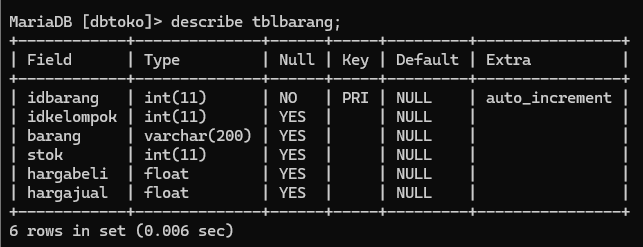 MariaDB [dbtoko]> describe tblbarang;
+------------+--------------+------+-----+---------+----------------+
| Field      | Type         | Null | Key | Default | Extra          |
+------------+--------------+------+-----+---------+----------------+
| idbarang   | int(11)      | NO   | PRI | NULL    | auto_increment |
| idkelompok | int(11)      | YES  |     | NULL    |                |
| barang     | varchar(200) | YES  |     | NULL    |                |
| stok       | int(11)      | YES  |     | NULL    |                |
| hargabeli  | float        | YES  |     | NULL    |                |
| hargajual  | float        | YES  |     | NULL    |                |
+------------+--------------+------+-----+---------+----------------+
6 rows in set (0.006 sec)